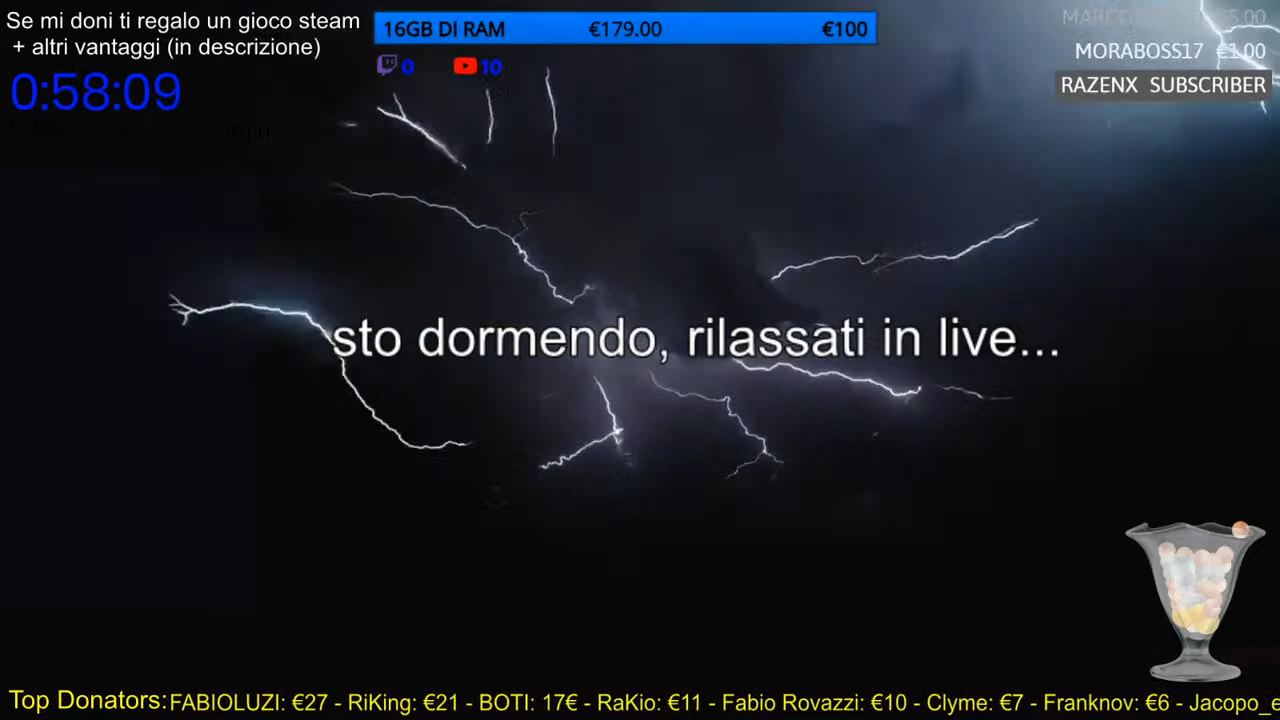 Se mi doni ti regalo un gioco steam
+ altri vantaggi (in descrizione)
0:58:09
16GB DI RAM €179.00 €100
0 10
MORABOSS17 €1.00
RAZENX SUBSCRIBER
sto dormendo, rilassati in live...
Top Donators: FABIOLUZI: €27 - RiKing: €21 - BOTI: 17€ - RaKio: €11 - Fabio Rovazzi: €10 - Clyme: €7 - Franknov: €6 - Jacopo_